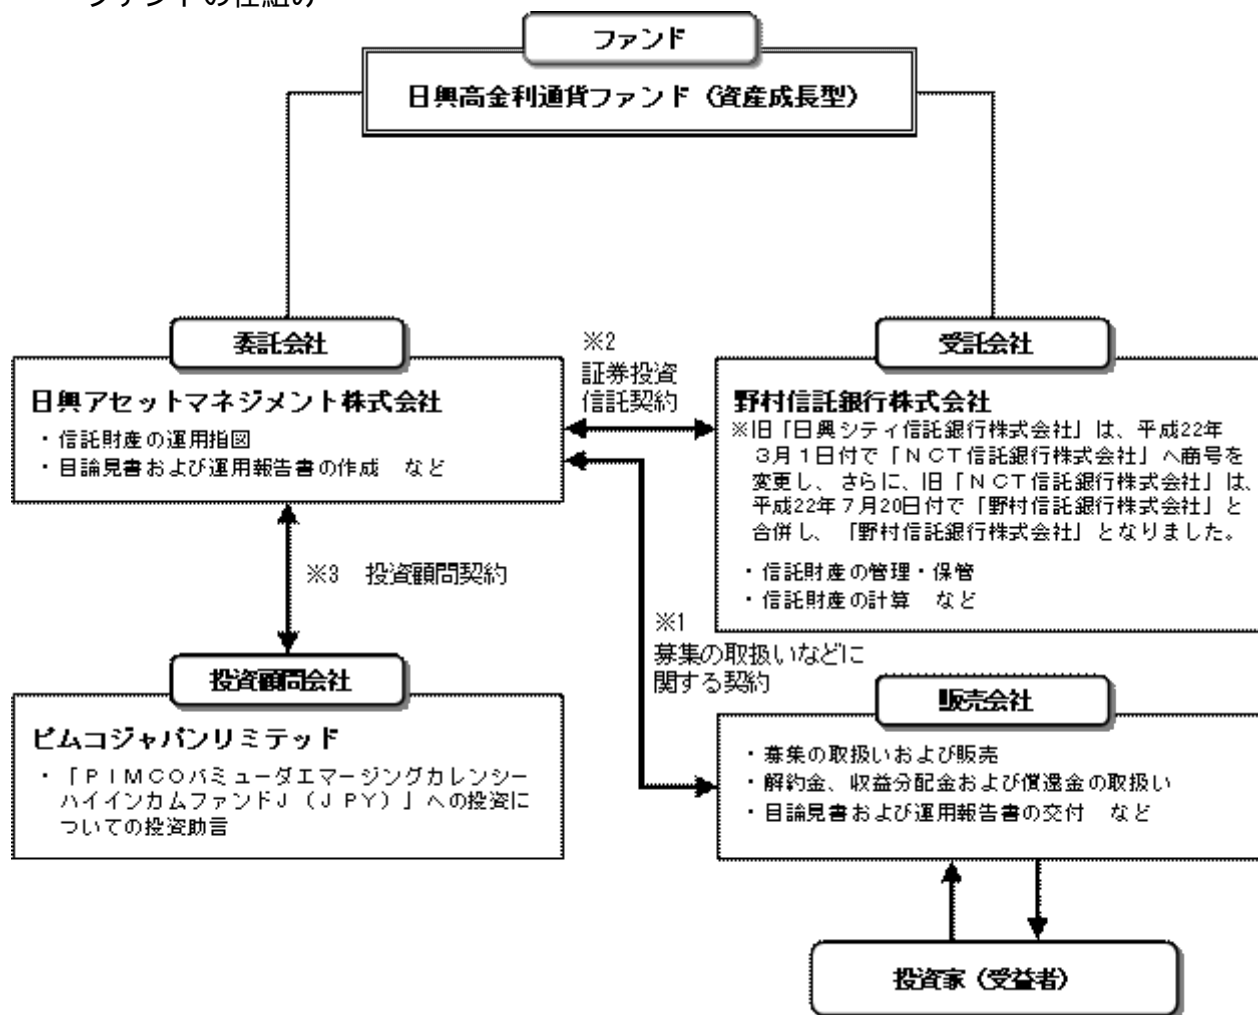 ファンドの仕組み
ファンド
日興高金利通貨ファンド（資産成長型）
委託会社
日興アセットマネジメント株式会社
・信託財産の運用指図
・目論見書および運用報告書の作成　など
※2
証券投資
信託契約
受託会社
野村信託銀行株式会社
※旧「日興シティ信託銀行株式会社」は、平成22年
３月１日付で「ＮＣＴ信託銀行株式会社」へ商号を
変更し、さらに、旧「ＮＣＴ信託銀行株式会社」は、
平成22年７月20日付で「野村信託銀行株式会社」と
合併し、「野村信託銀行株式会社」となりました。
・信託財産の管理・保管
・信託財産の計算　など
※3　投資顧問契約
※1
募集の取扱いなどに
関する契約
投資顧問会社
ピムコジャパンリミテッド
・「ＰＩＭＣＯバミューダエマージングカレンシー
ハイインカムファンドＪ（ＪＰＹ）」への投資に
ついての投資助言
販売会社
・募集の取扱いおよび販売
・解約金、収益分配金および償還金の取扱い
・目論見書および運用報告書の交付　など
投資家（受益者）